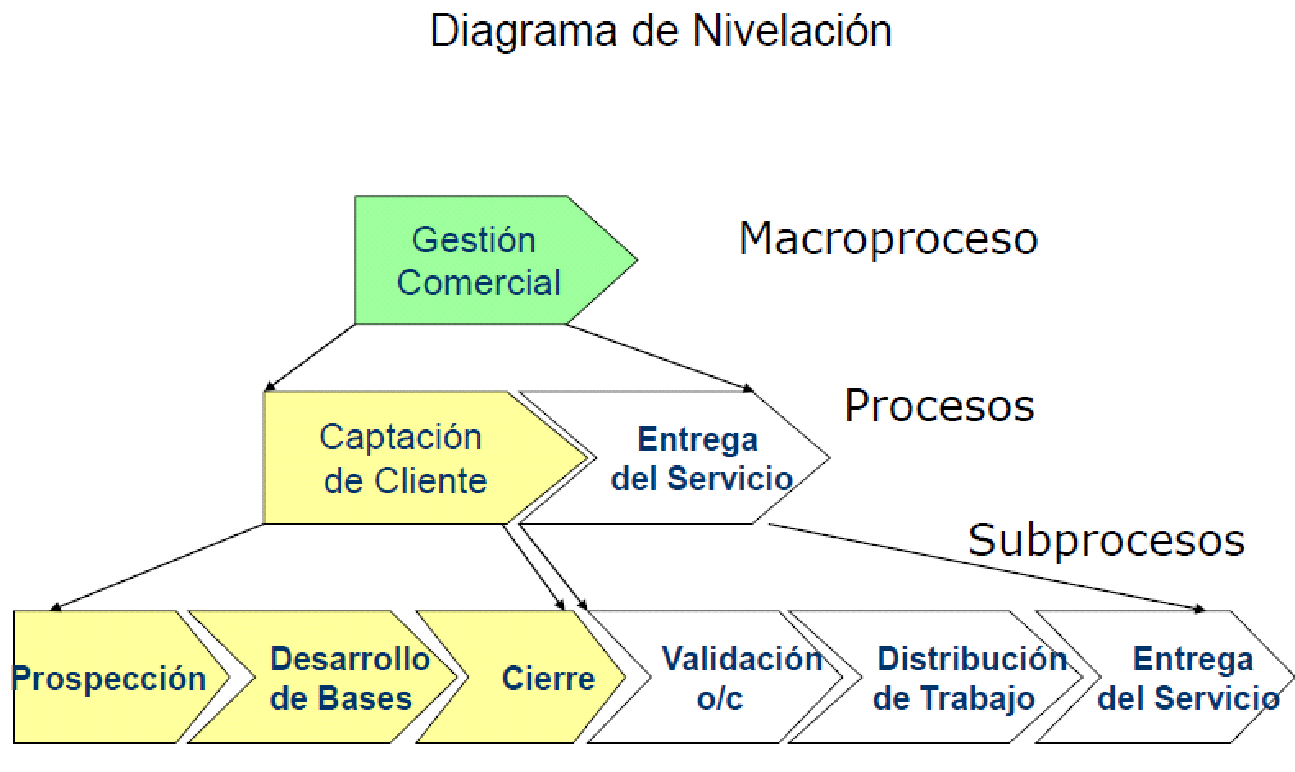 Diagrama de Nivelación
Gestión
Comercial
Macroproceso
Captación
de Cliente
Entrega
del Servicio
Procesos
Subprocesos
Prospección
Desarrollo
de Bases
Cierre
Validación
o/c
Distribución
de Trabajo
Entrega
del Servicio